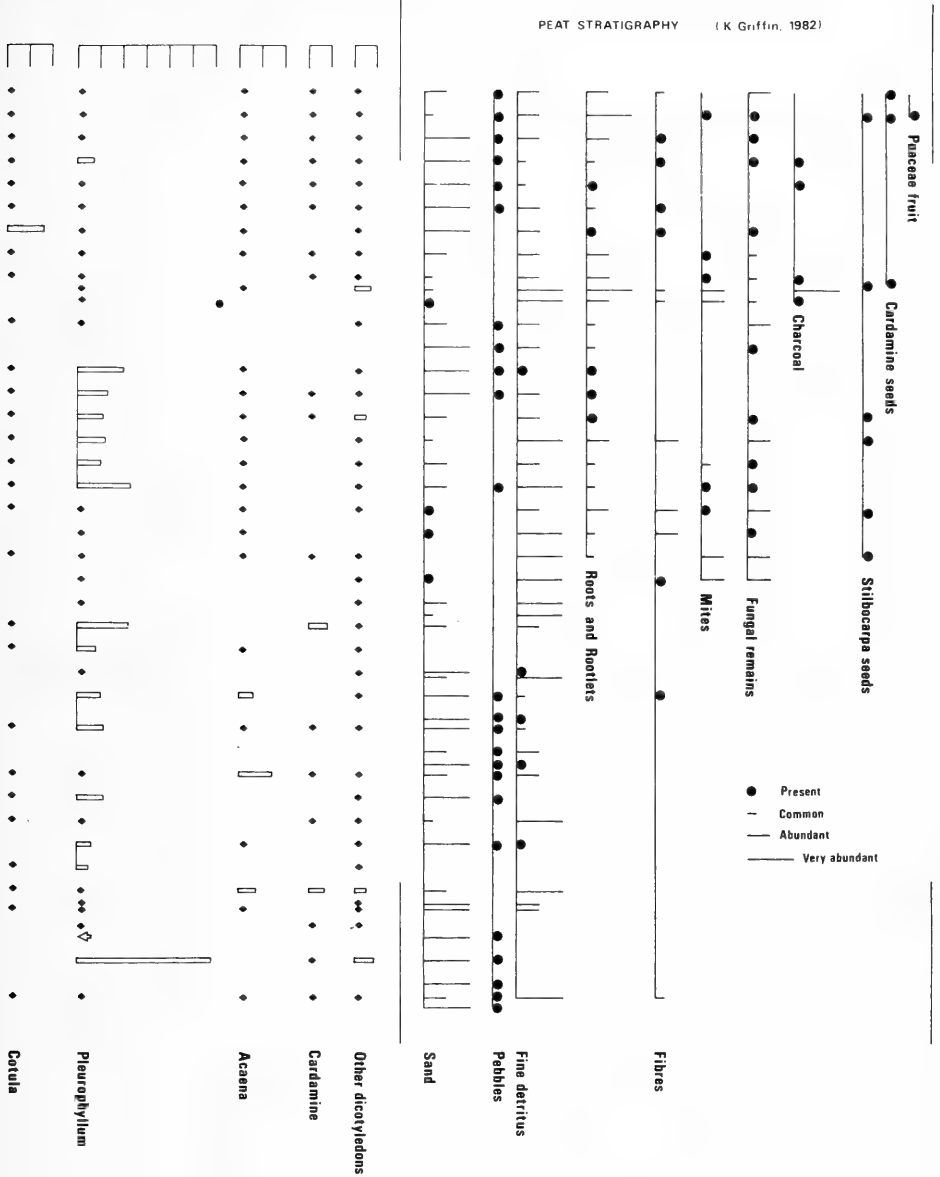 PEAT STRATIGRAPHY (K Griffin, 1982)
Poaceae fruit
Cardamine seeds
Charcoal
Stilbocarpa seeds
Roots and Rootlets
Mites
Fungal remains
Present
Common
Abundant
Very abundant
Cotula
Pleurophyllum
Acaena
Cardamine
Other dicotyledons
Sand
Pebbles
Fine detritus
Fibres